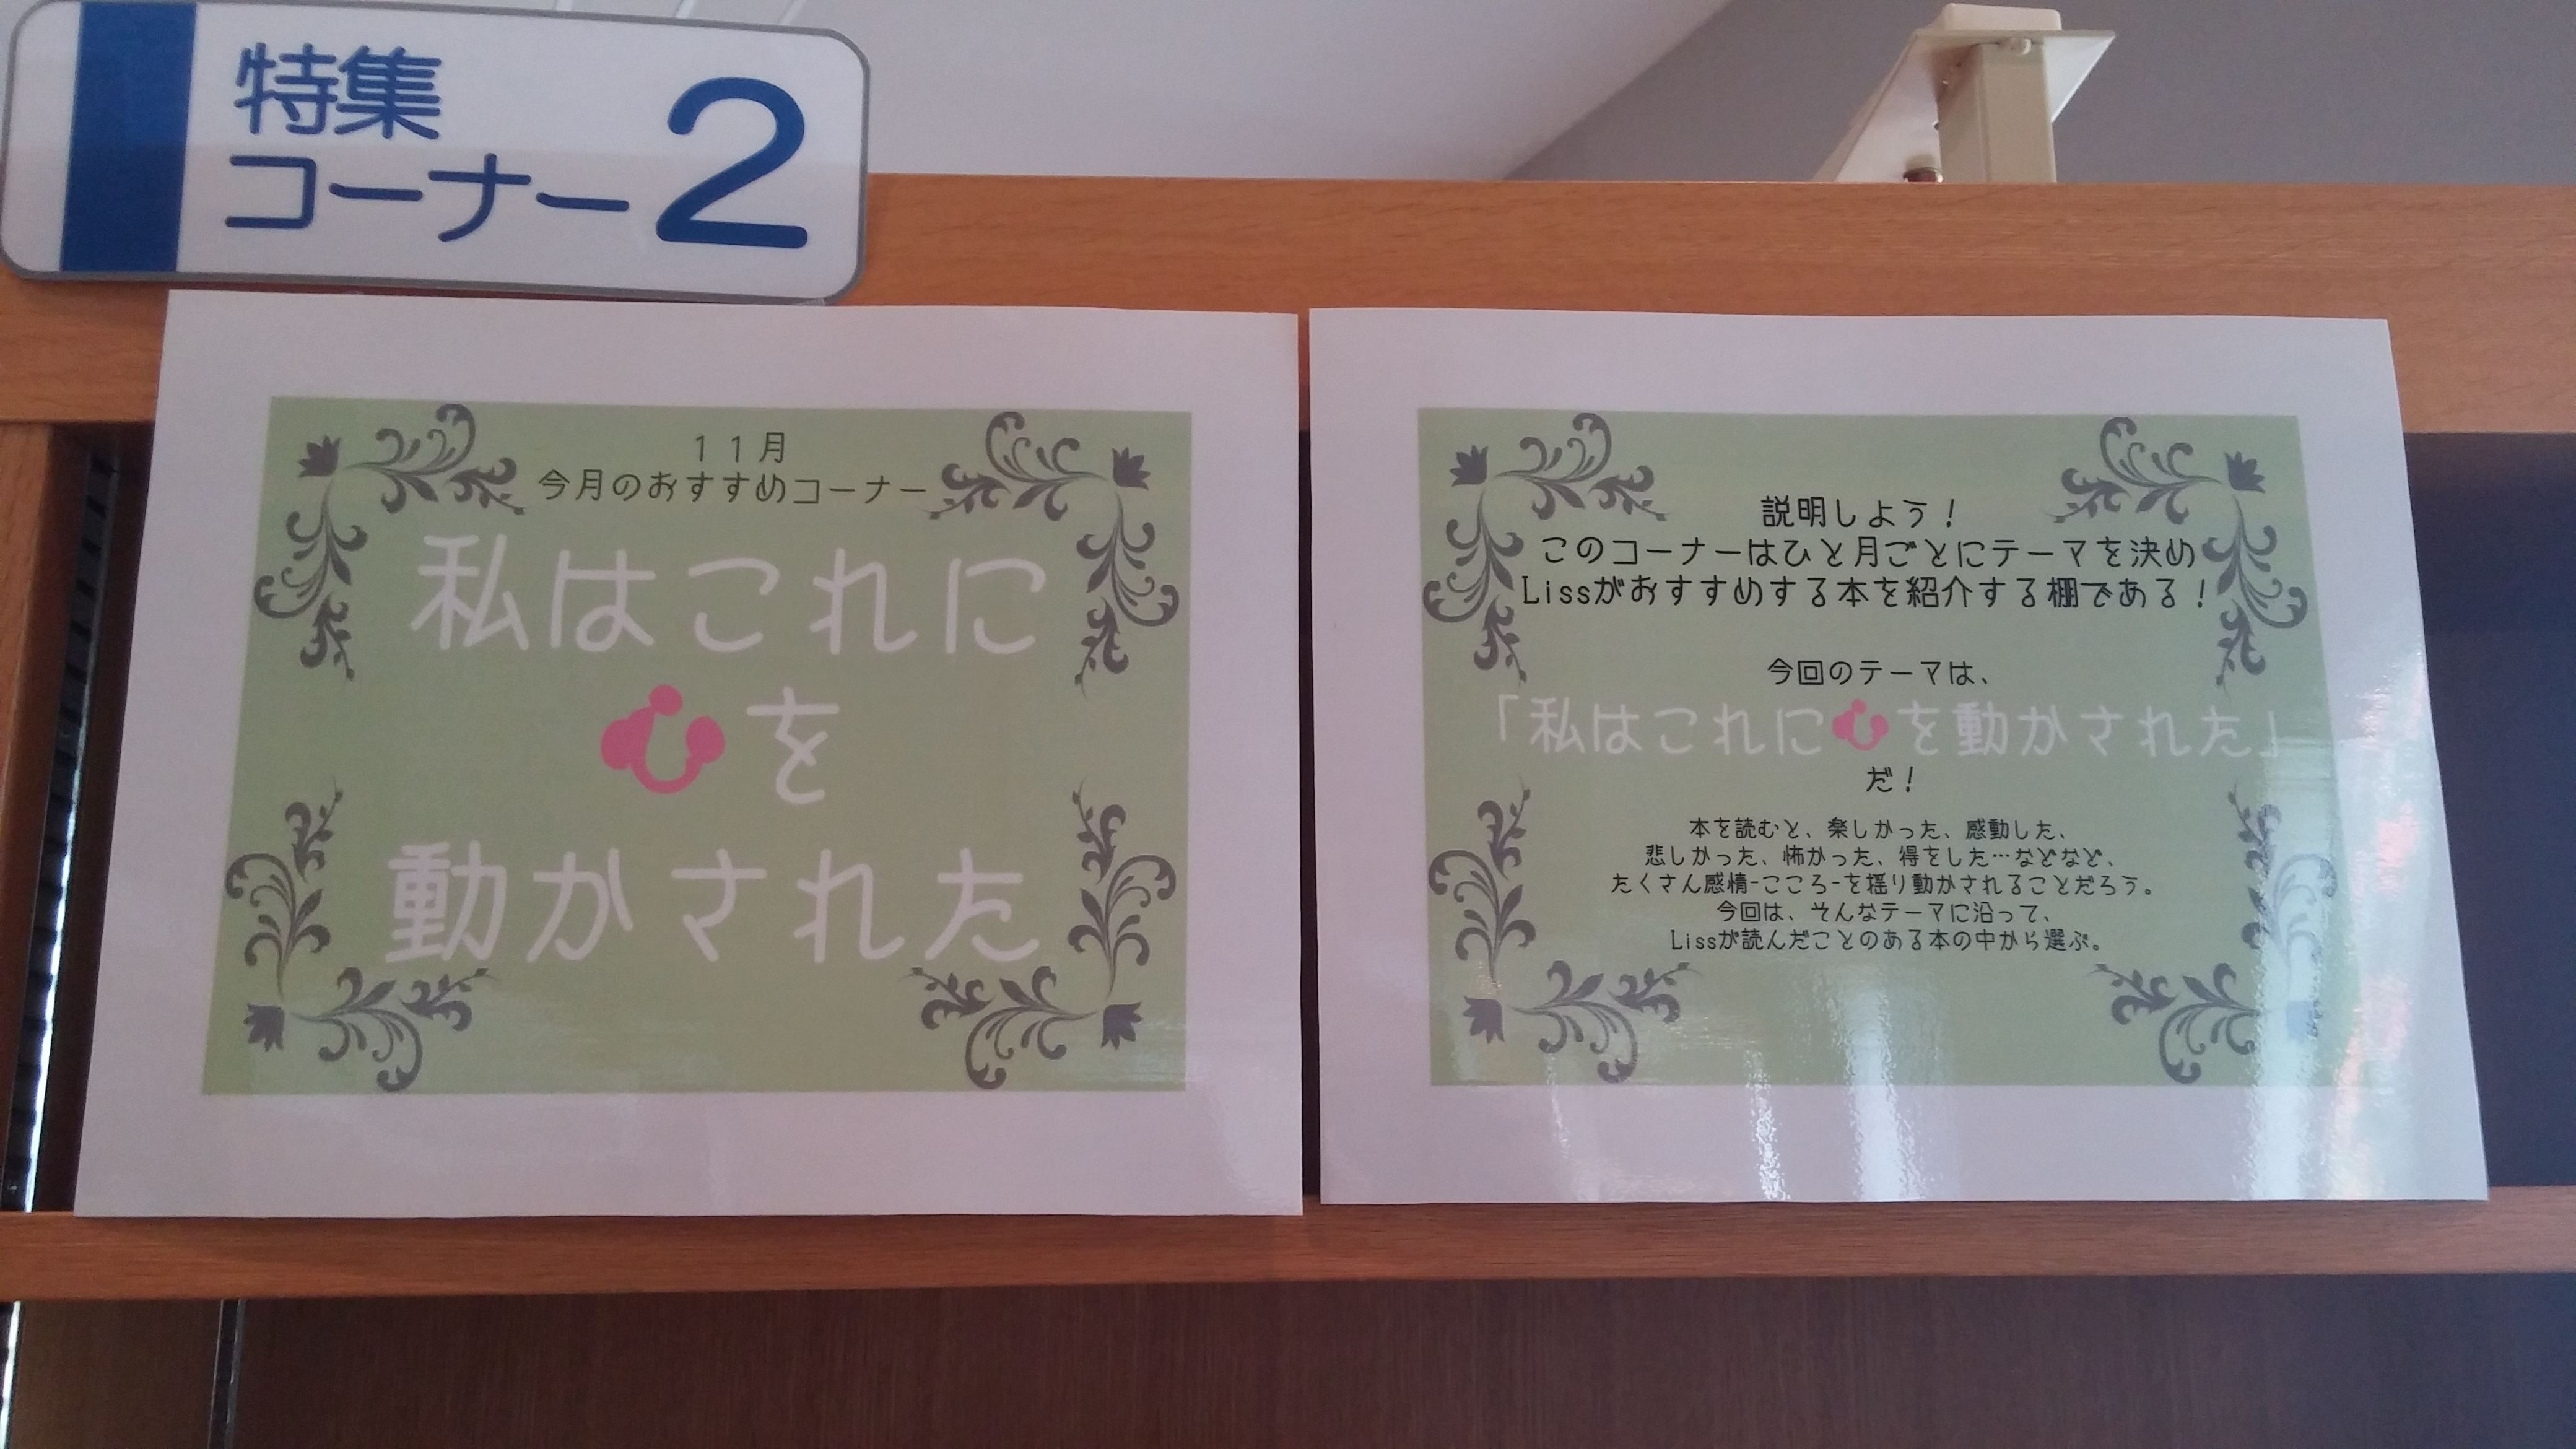 特集
コーナー2
11月
今月のおすすめコーナー
私はこれに
心を
動かされた
説明しよう！
このコーナーはひと月ごとにテーマを決め
Lissがおすすめする本を紹介する棚である！
今回のテーマは、
「私はこれに心を動かされた」
だ！
本を読むと、楽しかった、感動した、
悲しかった、怖かった、得をした…などなど、
たくさん感情-こころ-を揺り動かされることだろう。
今回は、そんなテーマに沿って、
Lissが読んだことのある本の中から選ぶ。